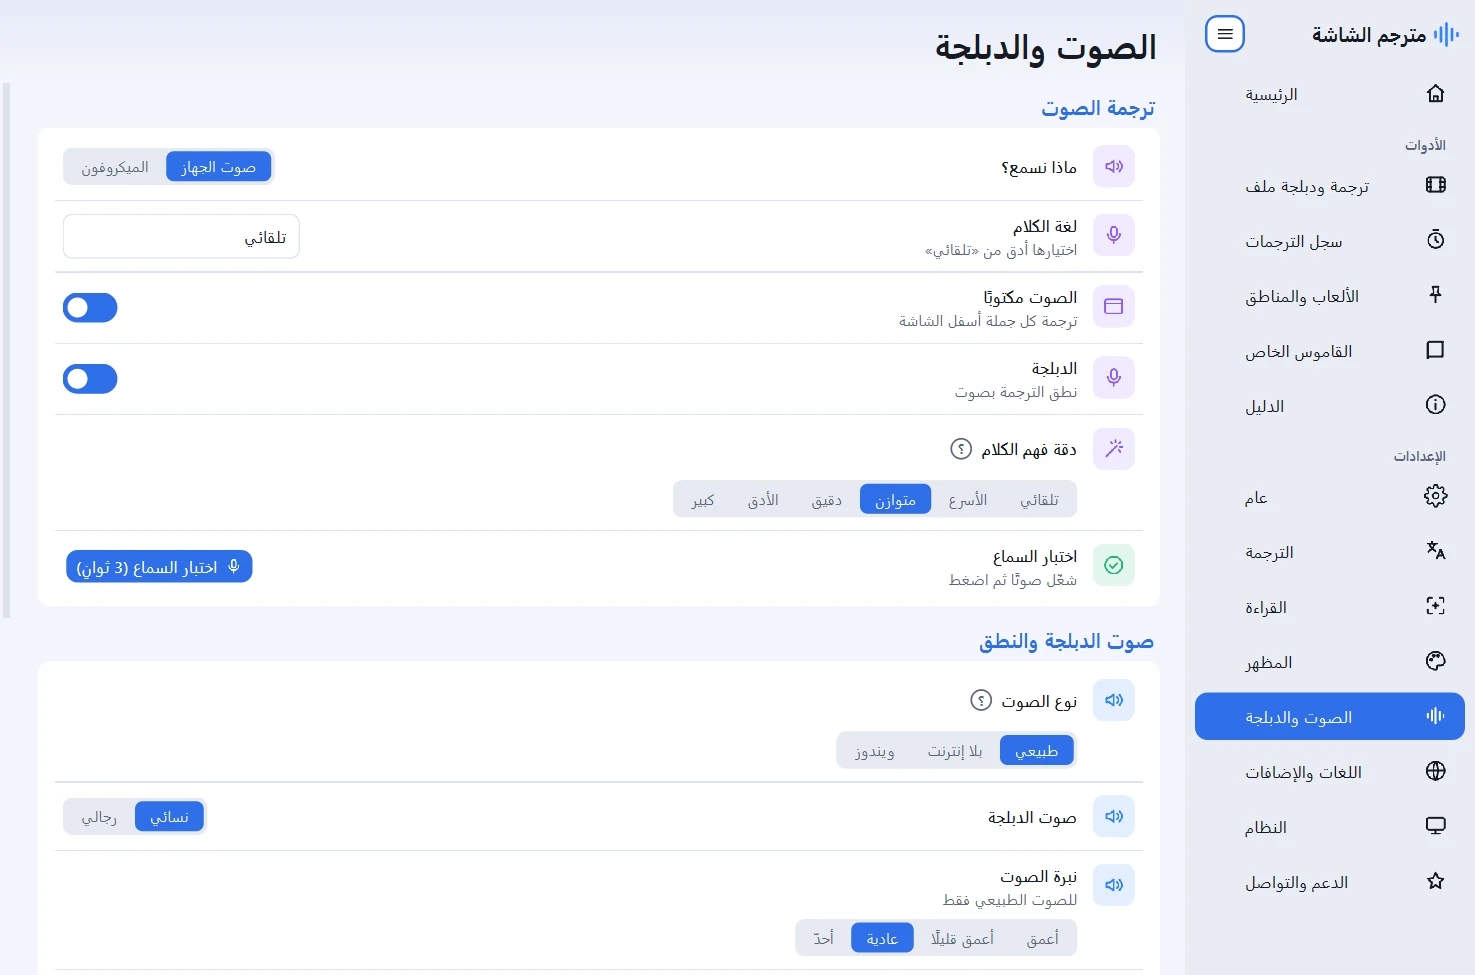 مترجم الشاشة
الرئيسية
الأدوات
ترجمة ودبلجة ملف
سجل الترجمات
الألعاب والمناطق
القاموس الخاص
الدليل
الإعدادات
عام
الترجمة
القراءة
المظهر
الصوت والدبلجة
اللغات والإضافات
النظام
الدعم والتواصل
الصوت والدبلجة
ترجمة الصوت
ماذا نسمع؟
صوت الجهاز الميكروفون
لغة الكلام
اختيارها أدق من «تلقائي»
تلقائي
الصوت مكتوبًا
ترجمة كل جملة أسفل الشاشة
الدبلجة
نطق الترجمة بصوت
دقة فهم الكلام ؟
تلقائي الأسرع متوازن دقيق الأدق كبير
اختبار السماع
شغّل صوتًا ثم اضغط
اختبار السماع (3 ثوانٍ)
صوت الدبلجة والنطق
نوع الصوت ؟
طبيعي بلا إنترنت ويندوز
صوت الدبلجة
نسائي رجالي
نبرة الصوت
للصوت الطبيعي فقط
أعمق أعمق قليلًا عادية أحدّ